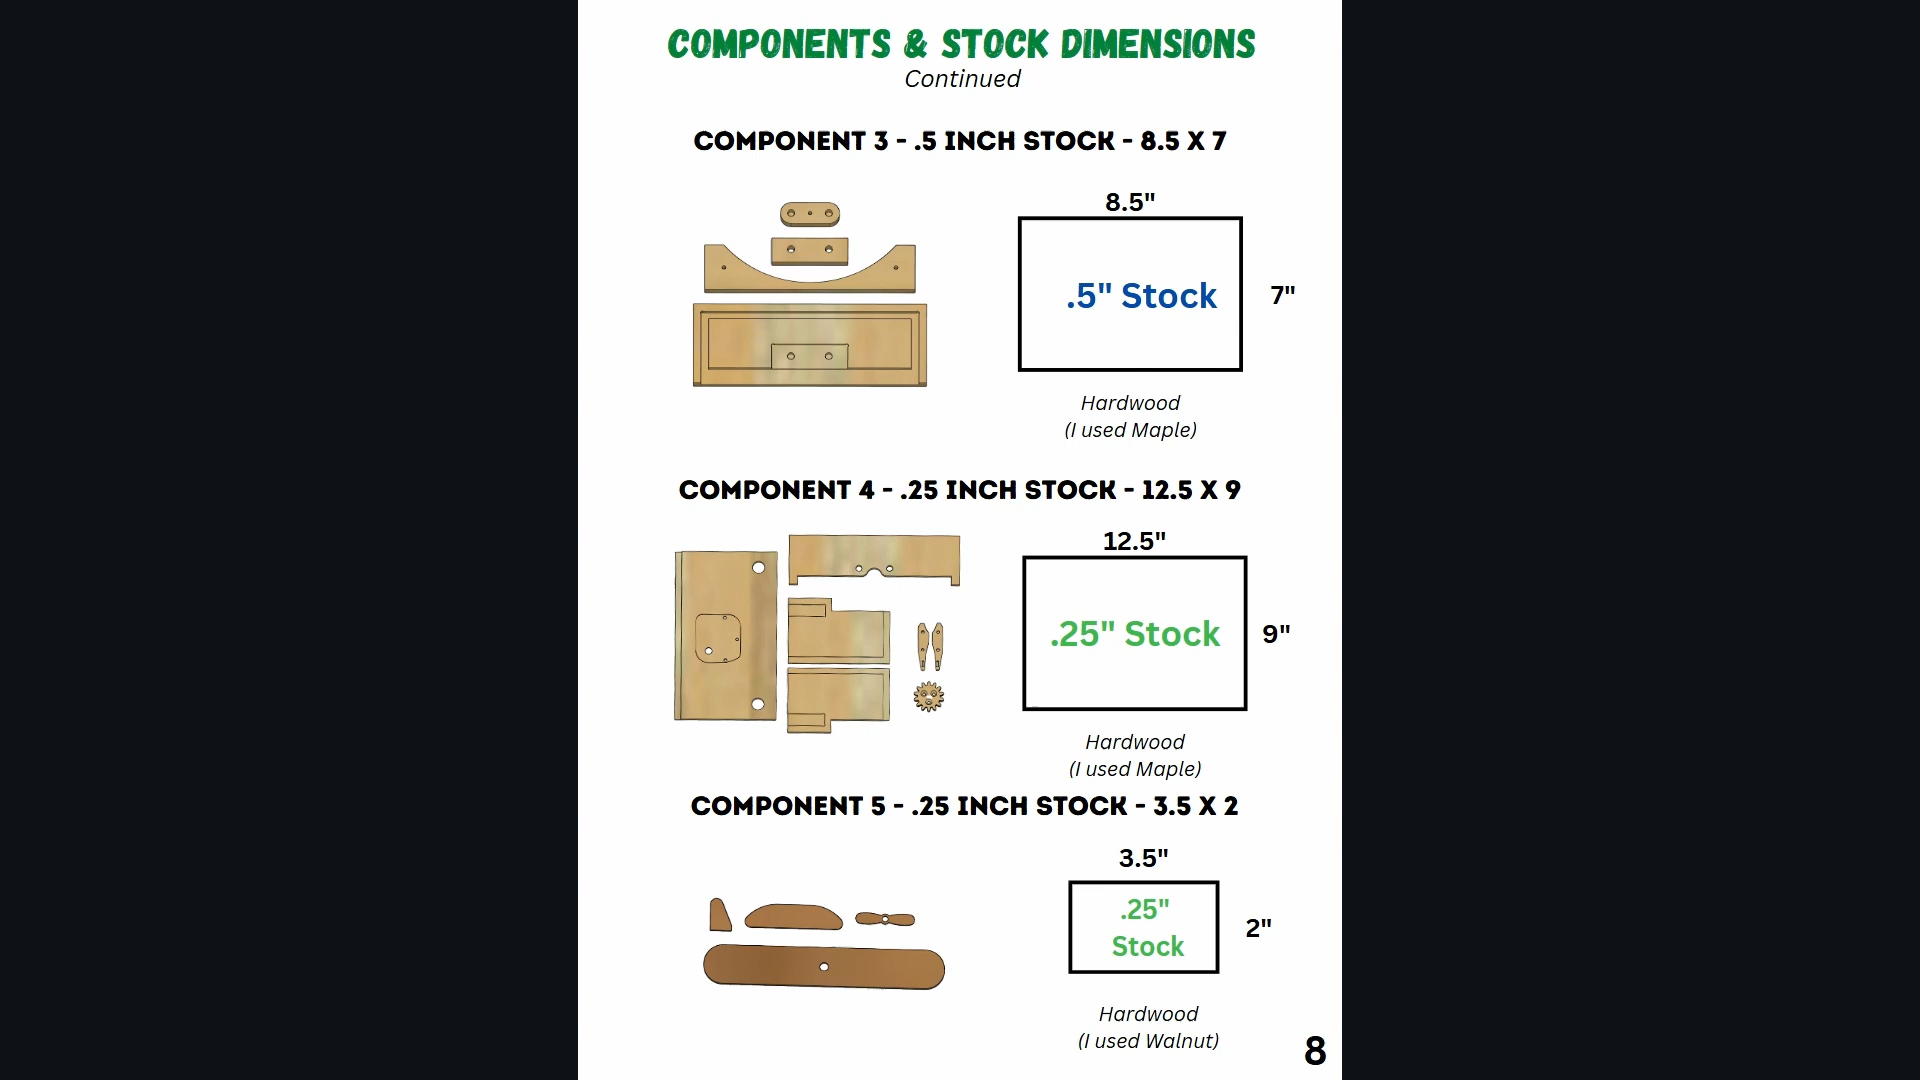 COMPONENTS & STOCK DIMENSIONS
Continued
COMPONENT 3 - .5 INCH STOCK - 8.5 X 7
8.5"
.5" Stock
7"
Hardwood
(I used Maple)
COMPONENT 4 - .25 INCH STOCK - 12.5 X 9
12.5"
.25" Stock
9"
Hardwood
(I used Maple)
COMPONENT 5 - .25 INCH STOCK - 3.5 X 2
3.5"
.25"
Stock
2"
Hardwood
(I used Walnut)
8